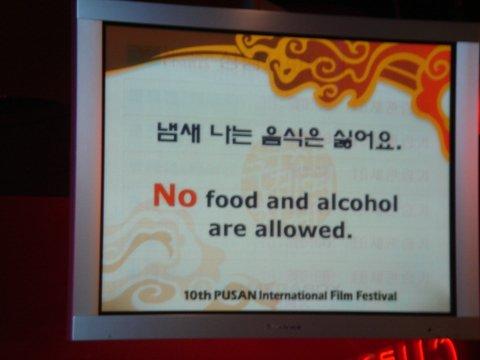 냄새 나는 음식은 싫어요.
No food and alcohol
are allowed.
10th PUSAN International Film Festival